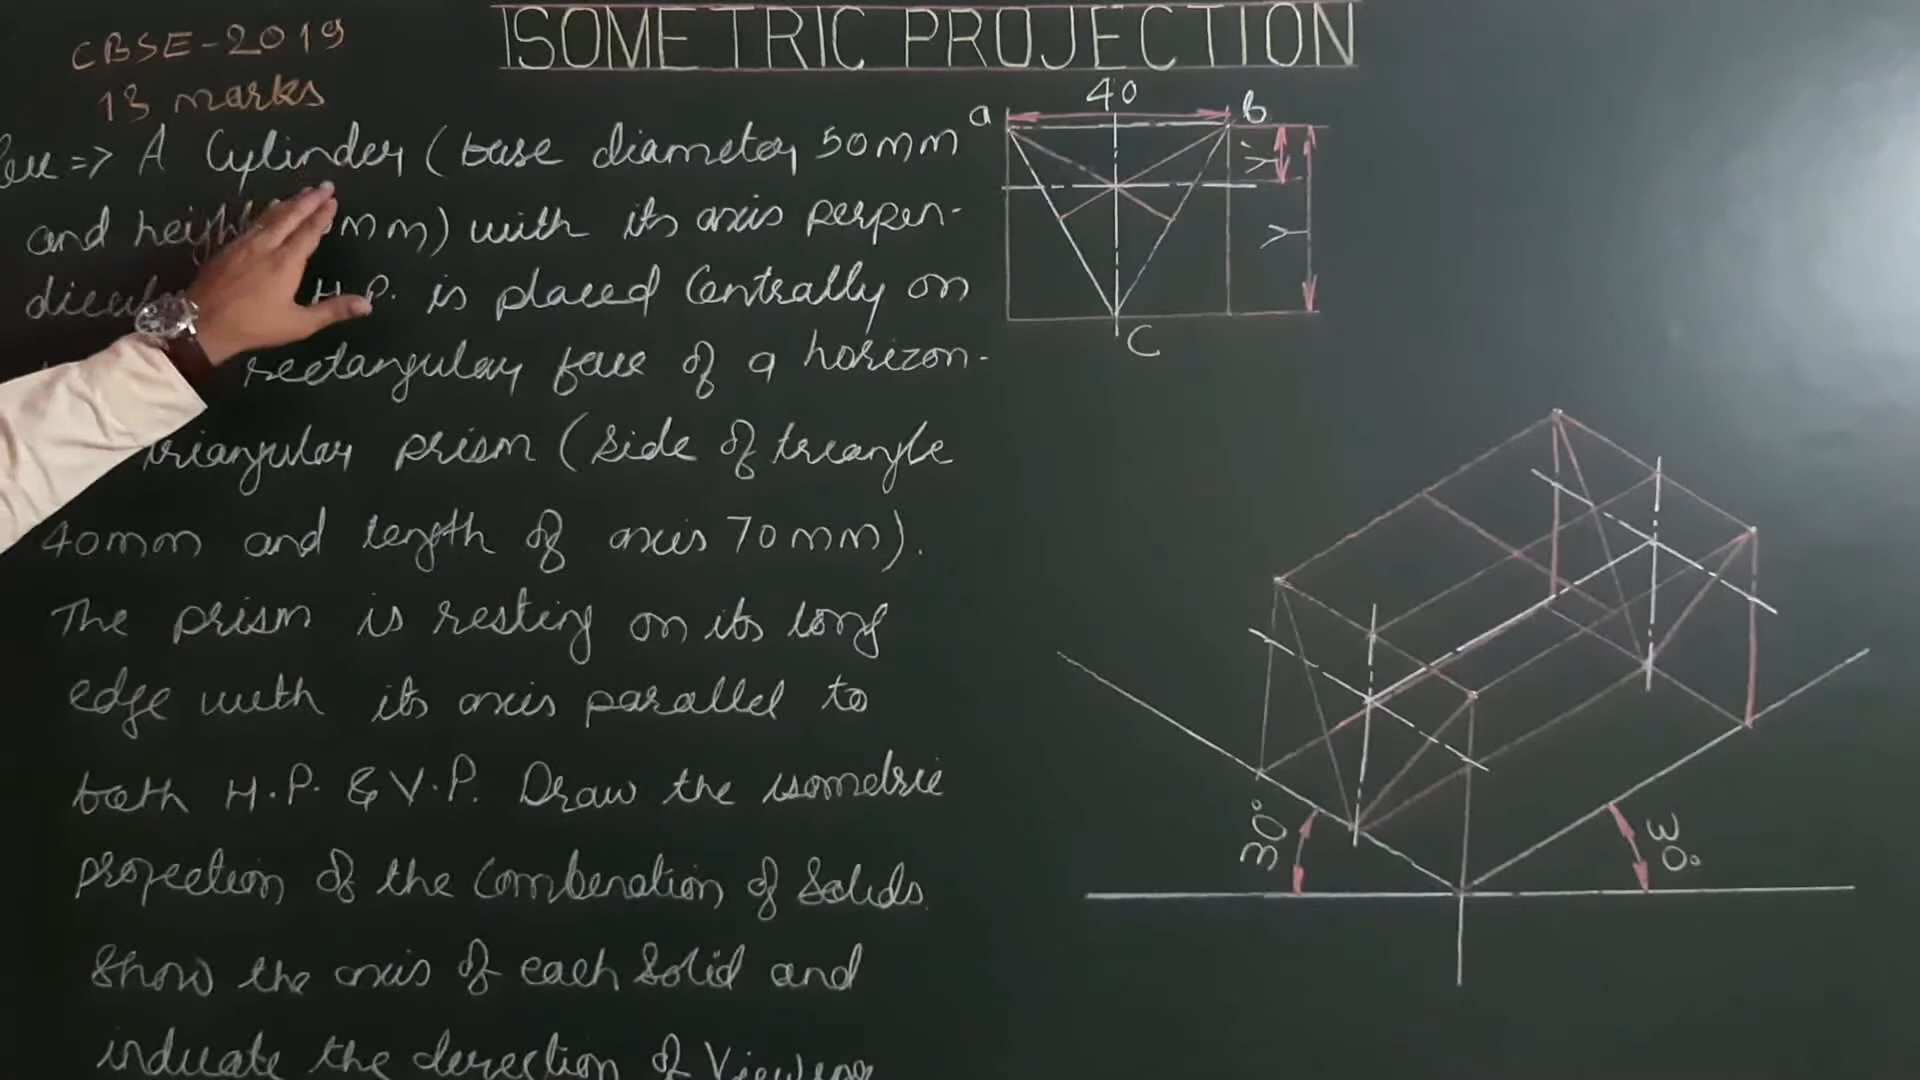 ISOMETRIC PROJECTION
CBSE-2019
13 marks
=> A Cylinder (base diameter 50mm
and height mm) with its axis perpen-
H.P. is placed Centrally on
rectangular face of a horizon-
triangular prism (side of triangle
40mm and length of axis 70mm).
The prism is resting on its long
edge with its axis parallel to
both H.P. & V.P. Draw the isometric
projection of the Combination of Solids.
Show the axis of each Solid and
indicate the direction of Viewing
40
a b
Y'
Y
C
30°
30°